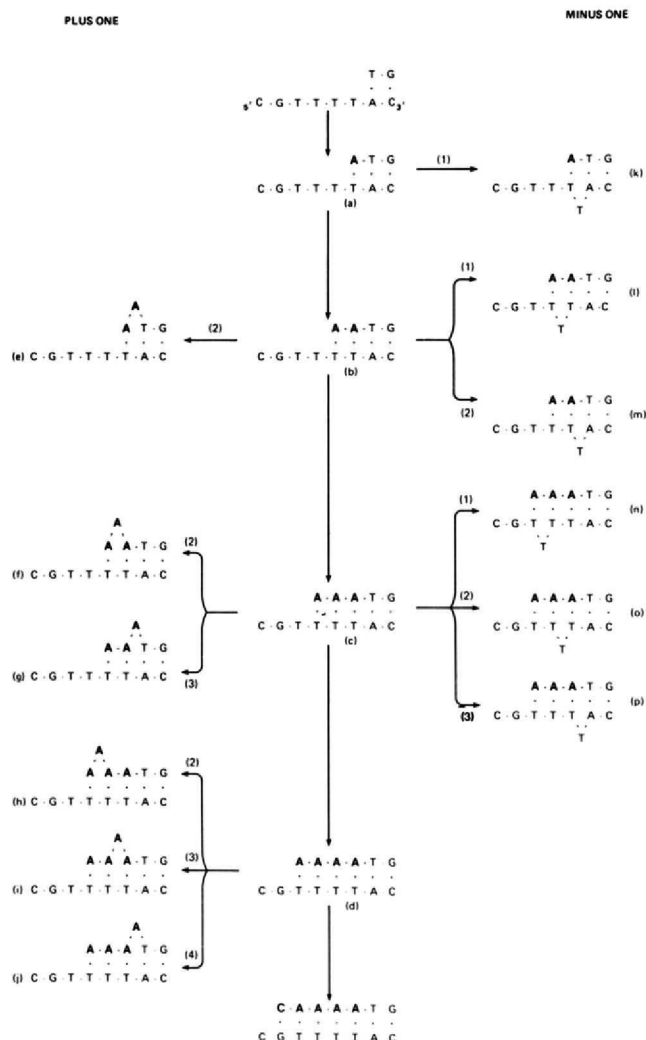 PLUS ONE
MINUS ONE
T · G
5' C · G · T · T · T · T · A · C 3'
A · T · G
C · G · T · T · T · T · A · C
(a)
(1)
A · T · G
C · G · T · T · T · A · C
T
(k)
A
A · T · G
(e) C · G · T · T · T · T · A · C
(2)
A · A · T · G
C · G · T · T · T · T · A · C
(b)
(1)
A · A · T · G
C · G · T · T · T · A · C
T
(l)
(2)
A · A · T · G
C · G · T · T · T · A · C
T
(m)
A
A · A · T · G
(f) C · G · T · T · T · T · A · C
(2)
A
A · A · T · G
(g) C · G · T · T · T · T · A · C
(3)
A · A · A · T · G
C · G · T · T · T · T · A · C
(c)
(1)
A · A · A · T · G
C · G · T · T · T · A · C
T
(n)
(2)
A · A · A · T · G
C · G · T · T · T · A · C
T
(o)
(3)
A · A · A · T · G
C · G · T · T · T · A · C
T
(p)
A
A · A · A · T · G
(h) C · G · T · T · T · T · A · C
(2)
A
A · A · A · T · G
(i) C · G · T · T · T · T · A · C
(3)
A
A · A · A · T · G
(j) C · G · T · T · T · T · A · C
(4)
A · A · A · A · T · G
C · G · T · T · T · T · A · C
(d)
C · A · A · A · A · T · G
C · G · T · T · T · T · A · C